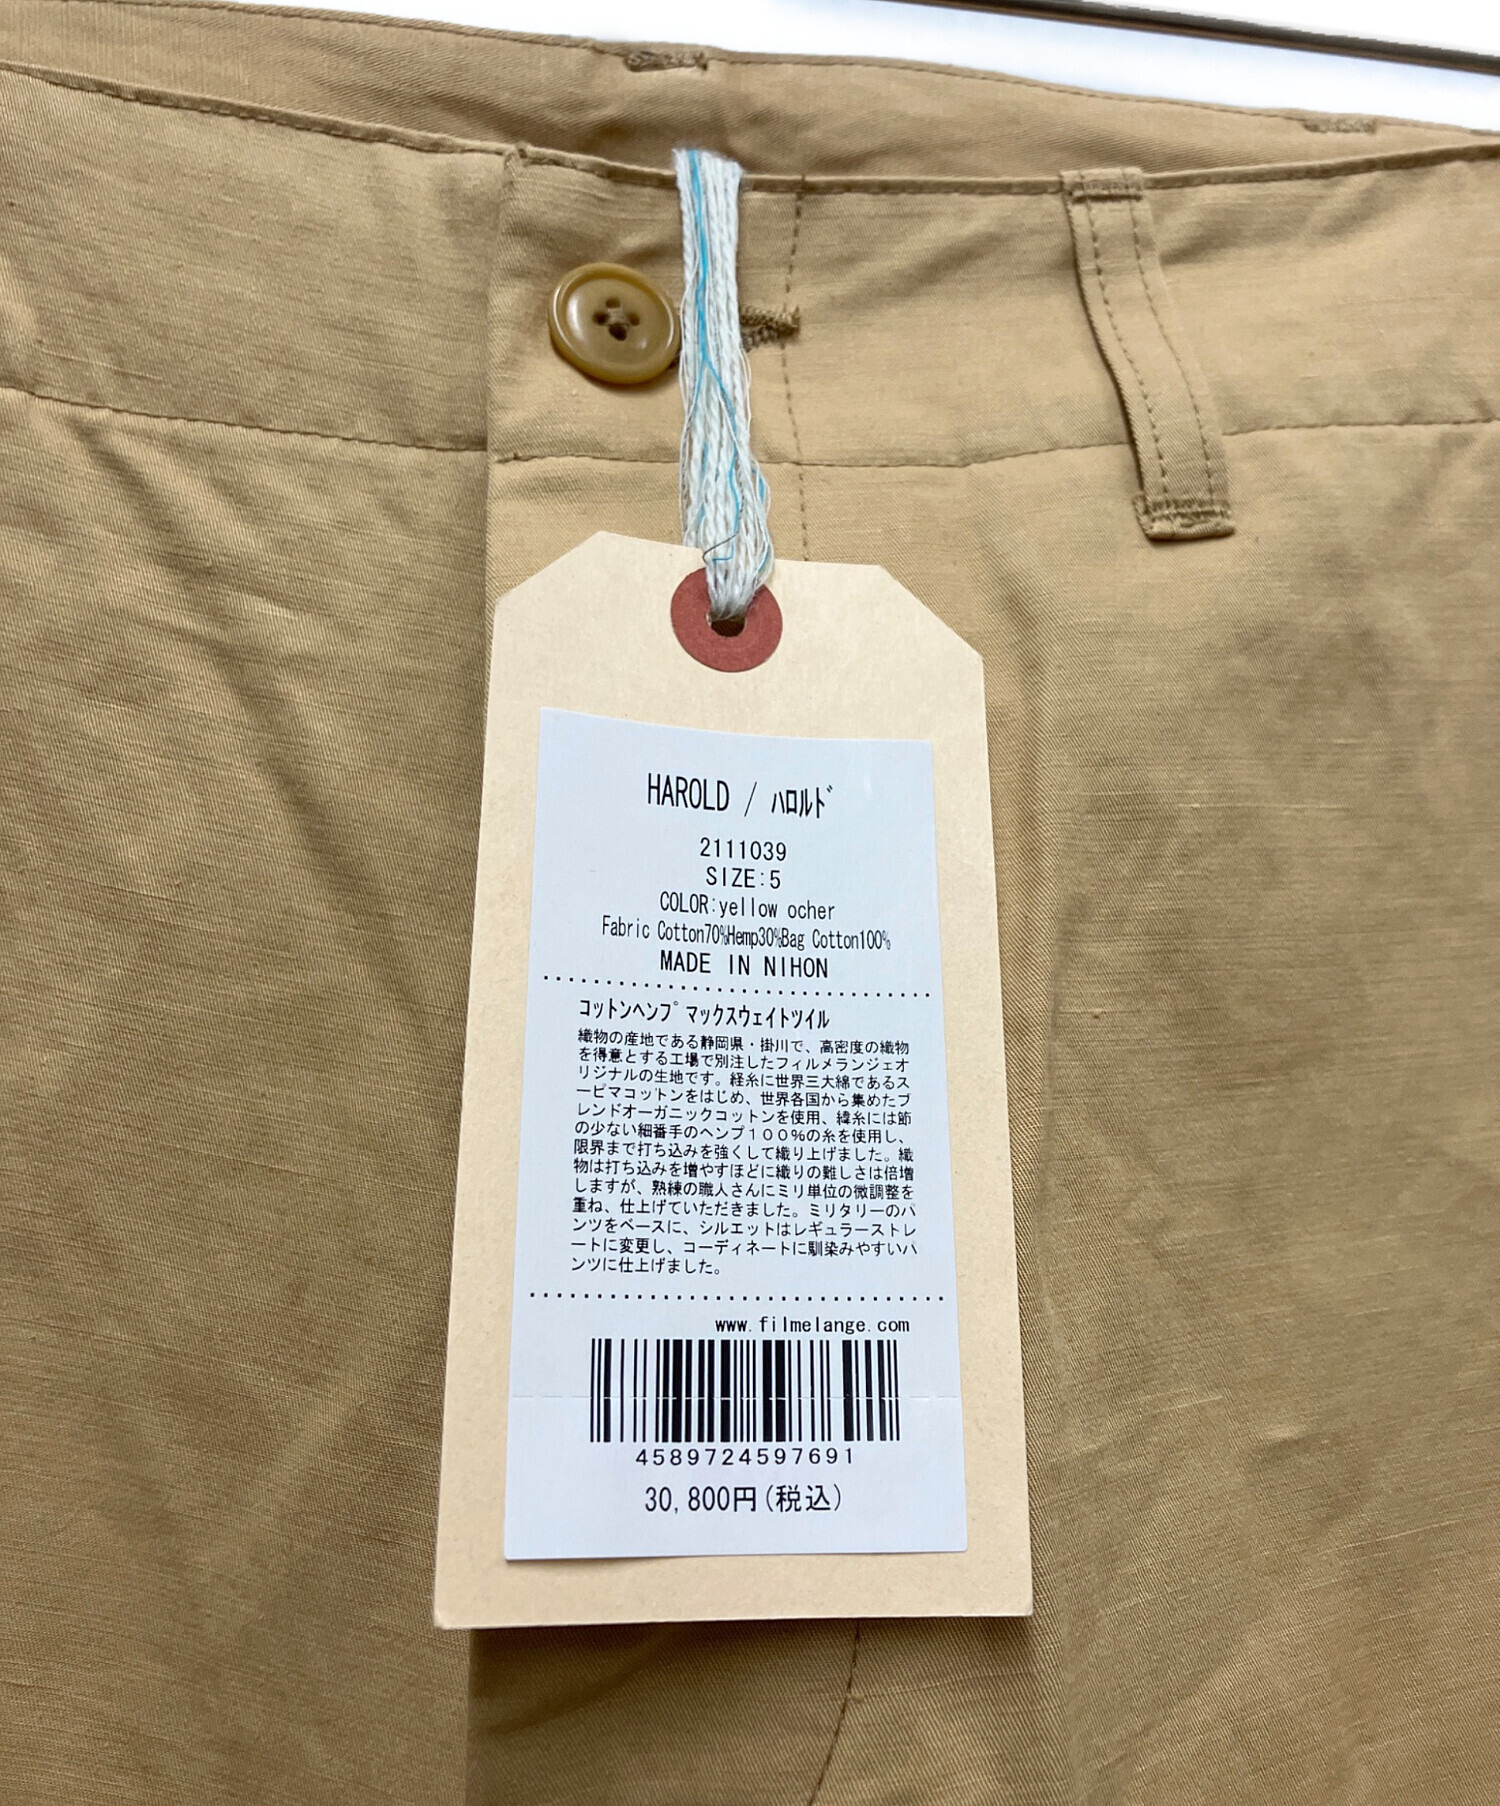 HAROLD / ﾊﾛﾙﾄﾞ
2111039
SIZE:5
COLOR:yellow ocher
Fabric Cotton70%Hemp30%Bag Cotton100%
MADE IN NIHON
コットンヘンプ マックスウェイトツイル
織物の産地である静岡県・掛川で、高密度の織物
を得意とする工場で別注したフィルメランジェオ
リジナルの生地です。経糸に世界三大綿であるス
ーピマコットンをはじめ、世界各国から集めたブ
レンドオーガニックコットンを使用、緯糸には節
の少ない細番手のヘンプ１００％の糸を使用し、
限界まで打ち込みを強くして織り上げました。織
物は打ち込みを増やすほどに織りの難しさは倍増
しますが、熟練の職人さんにミリ単位の微調整を
重ね、仕上げていただきました。ミリタリーのパ
ンツをベースに、シルエットはレギュラーストレ
ートに変更し、コーディネートに馴染みやすいパ
ンツに仕上げました。
www.filmelange.com
4589724597691
30,800円(税込)